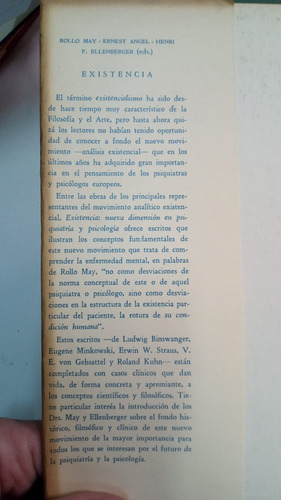 ROLLO MAY - ERNEST ANGEL - HENRI
F. ELLENBERGER (eds.)
EXISTENCIA
El término existencialismo ha sido des-
de hace tiempo muy característico de la
Filosofía y el Arte, pero hasta ahora qui-
zá los lectores no habían tenido oportuni-
dad de conocer a fondo el nuevo movi-
miento —análisis existencial— que en los
últimos años ha adquirido gran importan-
cia en el pensamiento de los psiquiatras
y psicólogos europeos.
Entre las obras de los principales repre-
sentantes del movimiento analítico existen-
cial, Existencia: nueva dimensión en psi-
quiatría y psicología ofrece escritos que
ilustran los conceptos fundamentales de
este nuevo movimiento que trata de com-
prender la enfermedad mental, en palabras
de Rollo May, "no como desviaciones de
la norma conceptual de este o de aquel
psiquiatra o psicólogo, sino como desvia-
ciones en la estructura de la existencia par-
ticular del paciente, la rotura de su con-
dición humana".
Estos escritos —de Ludwig Binswanger,
Eugene Minkowski, Erwin W. Straus, V.
E. von Gebsattel y Roland Kuhn— están
completados con casos clínicos que dan
vida, de forma concreta y apremiante, a
los conceptos científicos y filosóficos. Tie-
ne particular interés la introducción de los
Drs. May y Ellenberger sobre el fondo his-
tórico, filosófico y clínico de este nuevo
movimiento de la mayor importancia para
todos los que se interesan por el futuro de
la psiquiatría y la psicología.